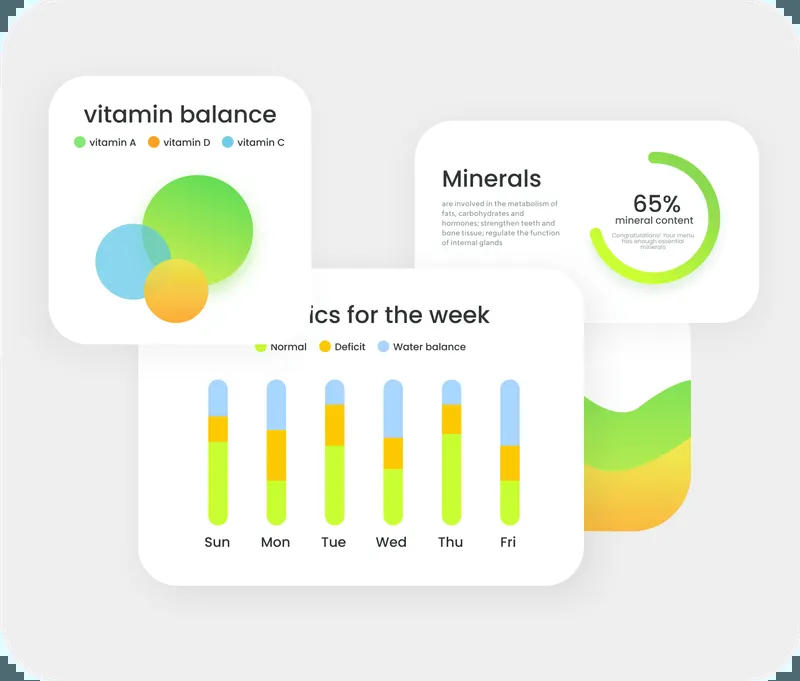 vitamin balance
vitamin A vitamin D vitamin C
Minerals
are involved in the metabolism of
fats, carbohydrates and
hormones; strengthen teeth and
bone tissue; regulate the function
of internal glands
65%
mineral content
Congratulations! Your menu
has enough essential
minerals
ics for the week
Normal Deficit Water balance
Sun Mon Tue Wed Thu Fri